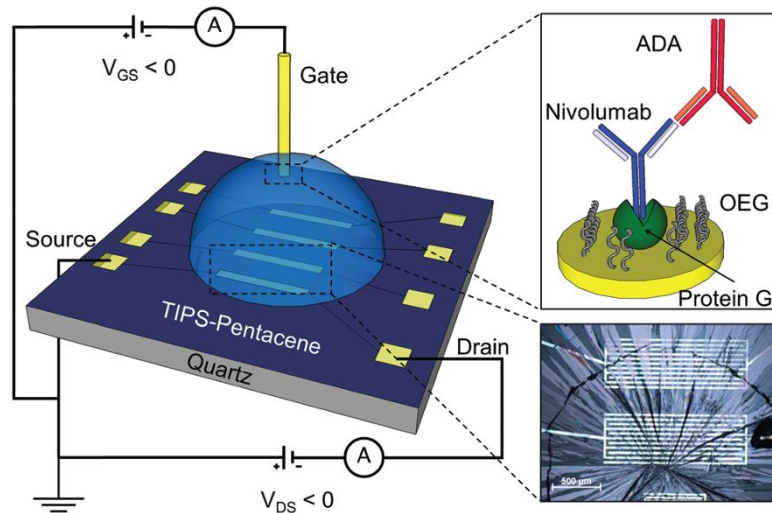 + -
A
V_GS < 0
Gate
Source
TIPS-Pentacene
Drain
Quartz
+ -
A
V_DS < 0
ADA
Nivolumab
OEG
Protein G
500 µm